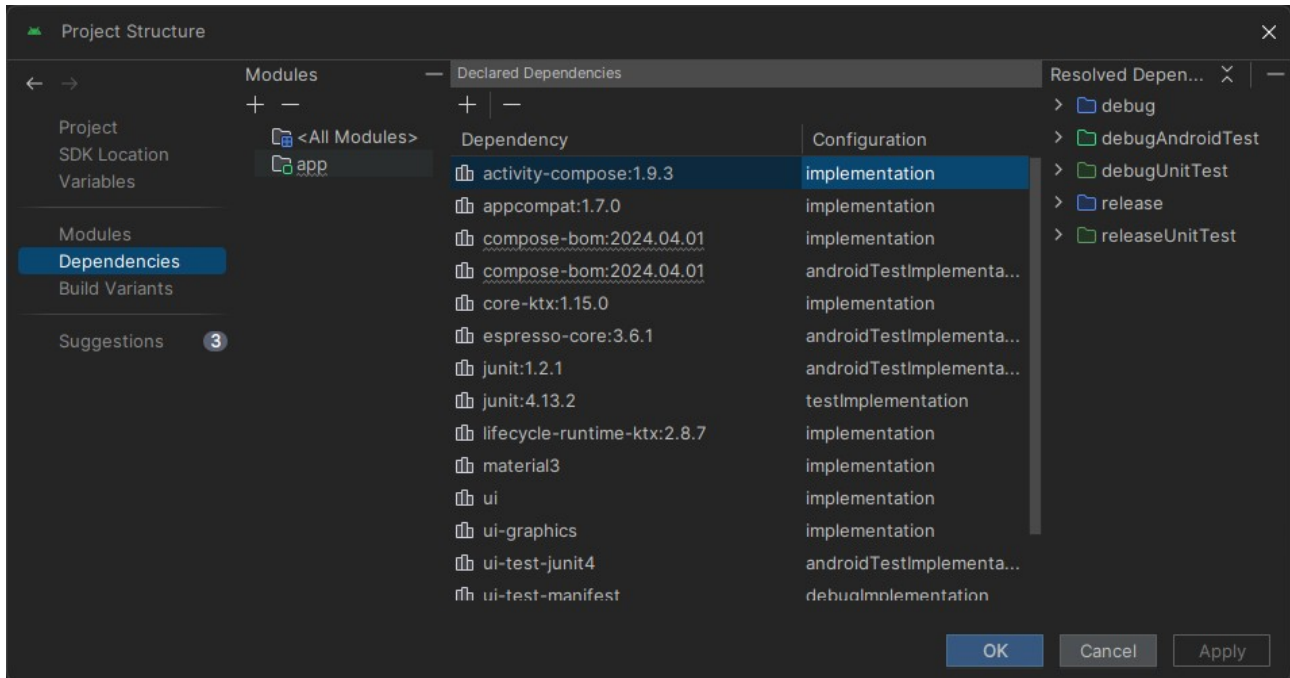 Project Structure
Project
SDK Location
Variables
Modules
Dependencies
Build Variants
Suggestions 3
Modules
<All Modules>
app
Declared Dependencies
Dependency Configuration
activity-compose:1.9.3 implementation
appcompat:1.7.0 implementation
compose-bom:2024.04.01 implementation
compose-bom:2024.04.01 androidTestImplementa...
core-ktx:1.15.0 implementation
espresso-core:3.6.1 androidTestImplementa...
junit:1.2.1 androidTestImplementa...
junit:4.13.2 testImplementation
lifecycle-runtime-ktx:2.8.7 implementation
material3 implementation
ui implementation
ui-graphics implementation
ui-test-junit4 androidTestImplementa...
ui-test-manifest debugImplementation
Resolved Depen...
debug
debugAndroidTest
debugUnitTest
release
releaseUnitTest
OK Cancel Apply